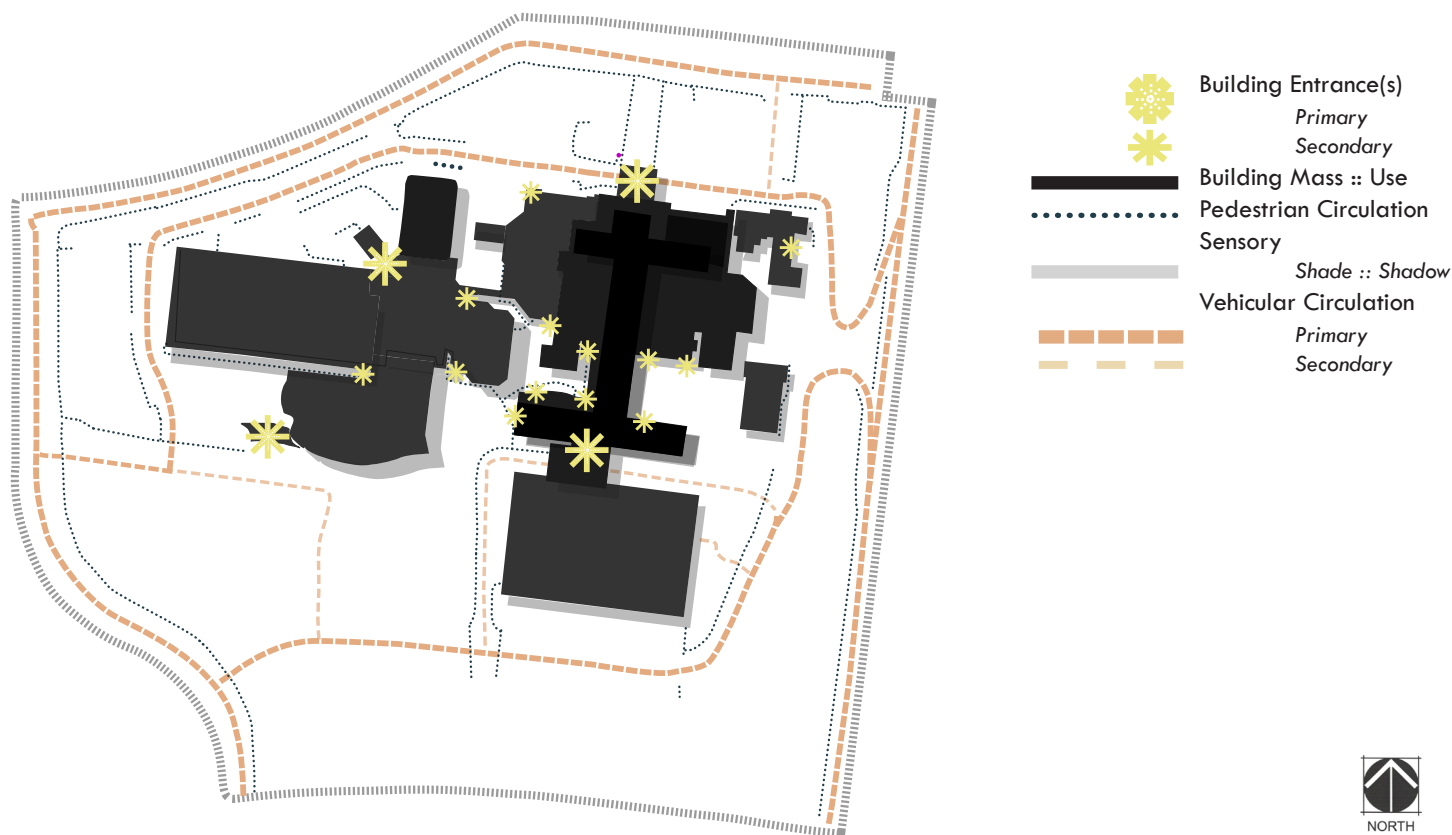 Building Entrance(s)
Primary
Secondary
Building Mass :: Use
Pedestrian Circulation
Sensory
Shade :: Shadow
Vehicular Circulation
Primary
Secondary
NORTH